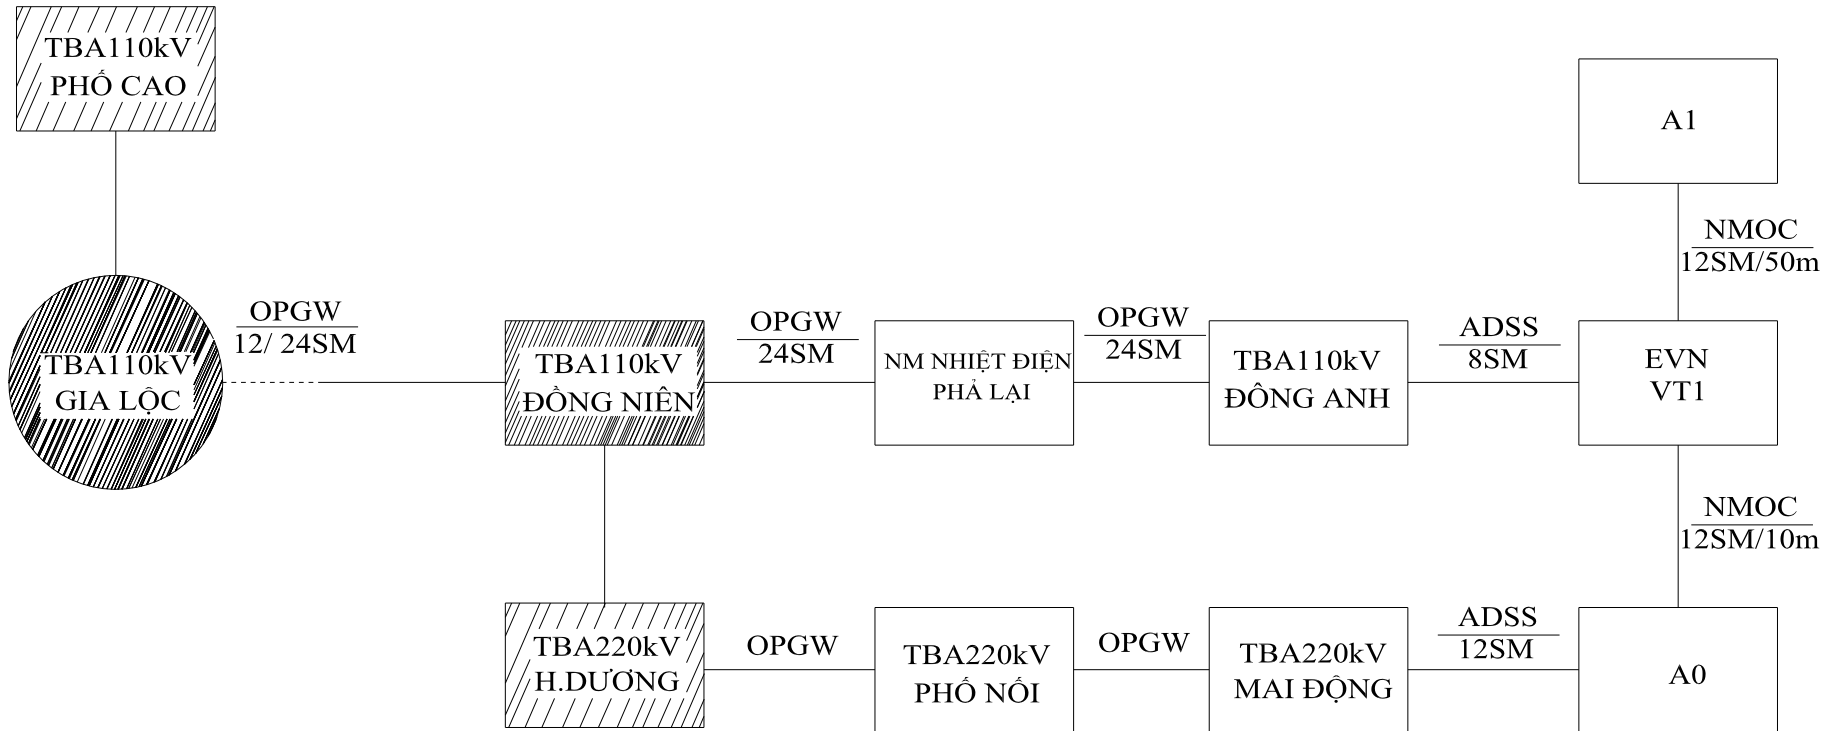 TBA110kV
PHỐ CAO
A1
NMOC
12SM/50m
TBA110kV
GIA LỘC
OPGW
12/ 24SM
TBA110kV
ĐỒNG NIÊN
OPGW
24SM
NM NHIỆT ĐIỆN
PHẢ LẠI
OPGW
24SM
TBA110kV
ĐÔNG ANH
ADSS
8SM
EVN
VT1
NMOC
12SM/10m
TBA220kV
H.DƯƠNG
OPGW
TBA220kV
PHỐ NỐI
OPGW
TBA220kV
MAI ĐỘNG
ADSS
12SM
A0